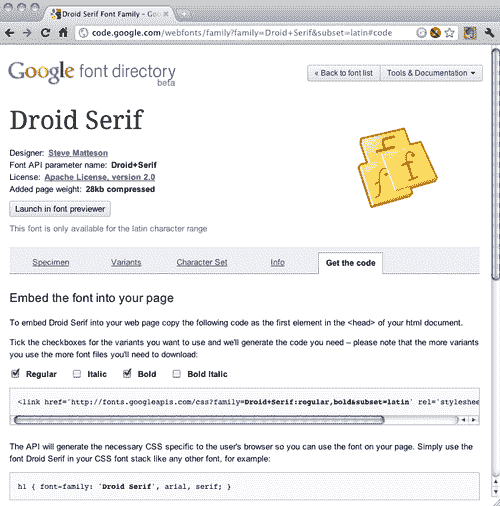 Droid Serif Font Family – Goo
code.google.com/webfonts/family?family=Droid+Serif&subset=latin#code
Google font directory
beta
« Back to font list
Tools & Documentation
Droid Serif
Designer: Steve Matteson
Font API parameter name: Droid+Serif
License: Apache License, version 2.0
Added page weight: 28kb compressed
Launch in font previewer
This font is only available for the latin character range
Specimen
Variants
Character Set
Info
Get the code
Embed the font into your page
To embed Droid Serif into your web page copy the following code as the first element in the <head> of your html document.
Tick the checkboxes for the variants you want to use and we'll generate the code you need – please note that the more variants
you use the more font files you'll need to download:
Regular Italic Bold Bold Italic
<link href='http://fonts.googleapis.com/css?family=Droid+Serif:regular,bold&subset=latin' rel='styleshee
The API will generate the necessary CSS specific to the user's browser so you can use the font on your page. Simply use the
font Droid Serif in your CSS font stack like any other font, for example:
h1 { font-family: 'Droid Serif', arial, serif; }